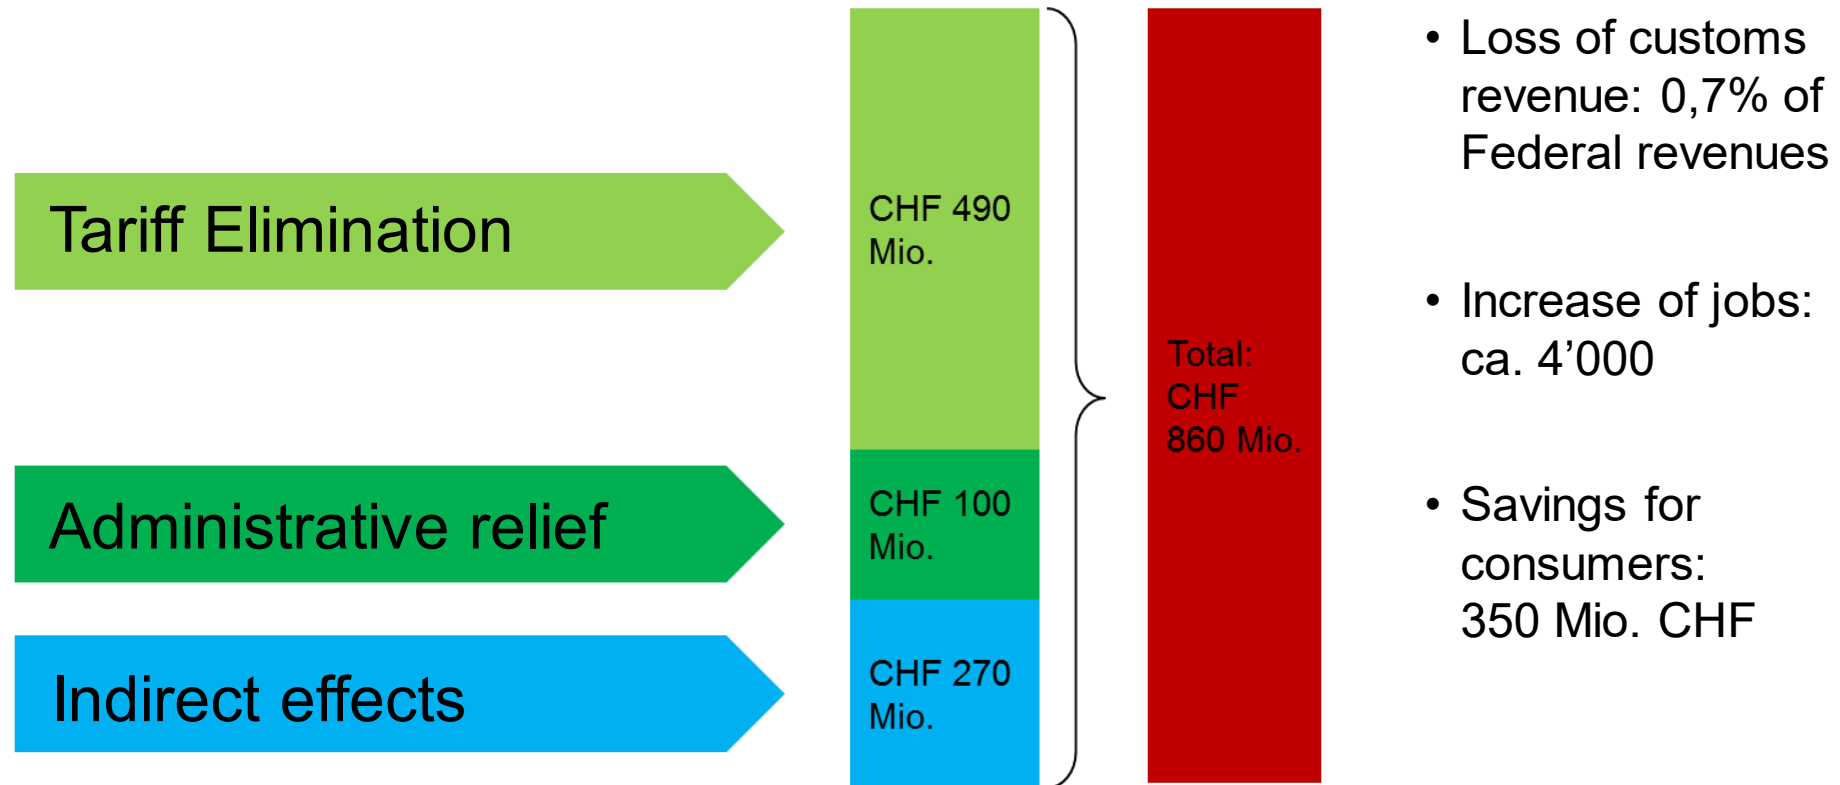 Tariff Elimination
Administrative relief
Indirect effects
CHF 490
Mio.
CHF 100
Mio.
CHF 270
Mio.
Total:
CHF
860 Mio.
• Loss of customs
revenue: 0,7% of
Federal revenues
• Increase of jobs:
ca. 4’000
• Savings for
consumers:
350 Mio. CHF